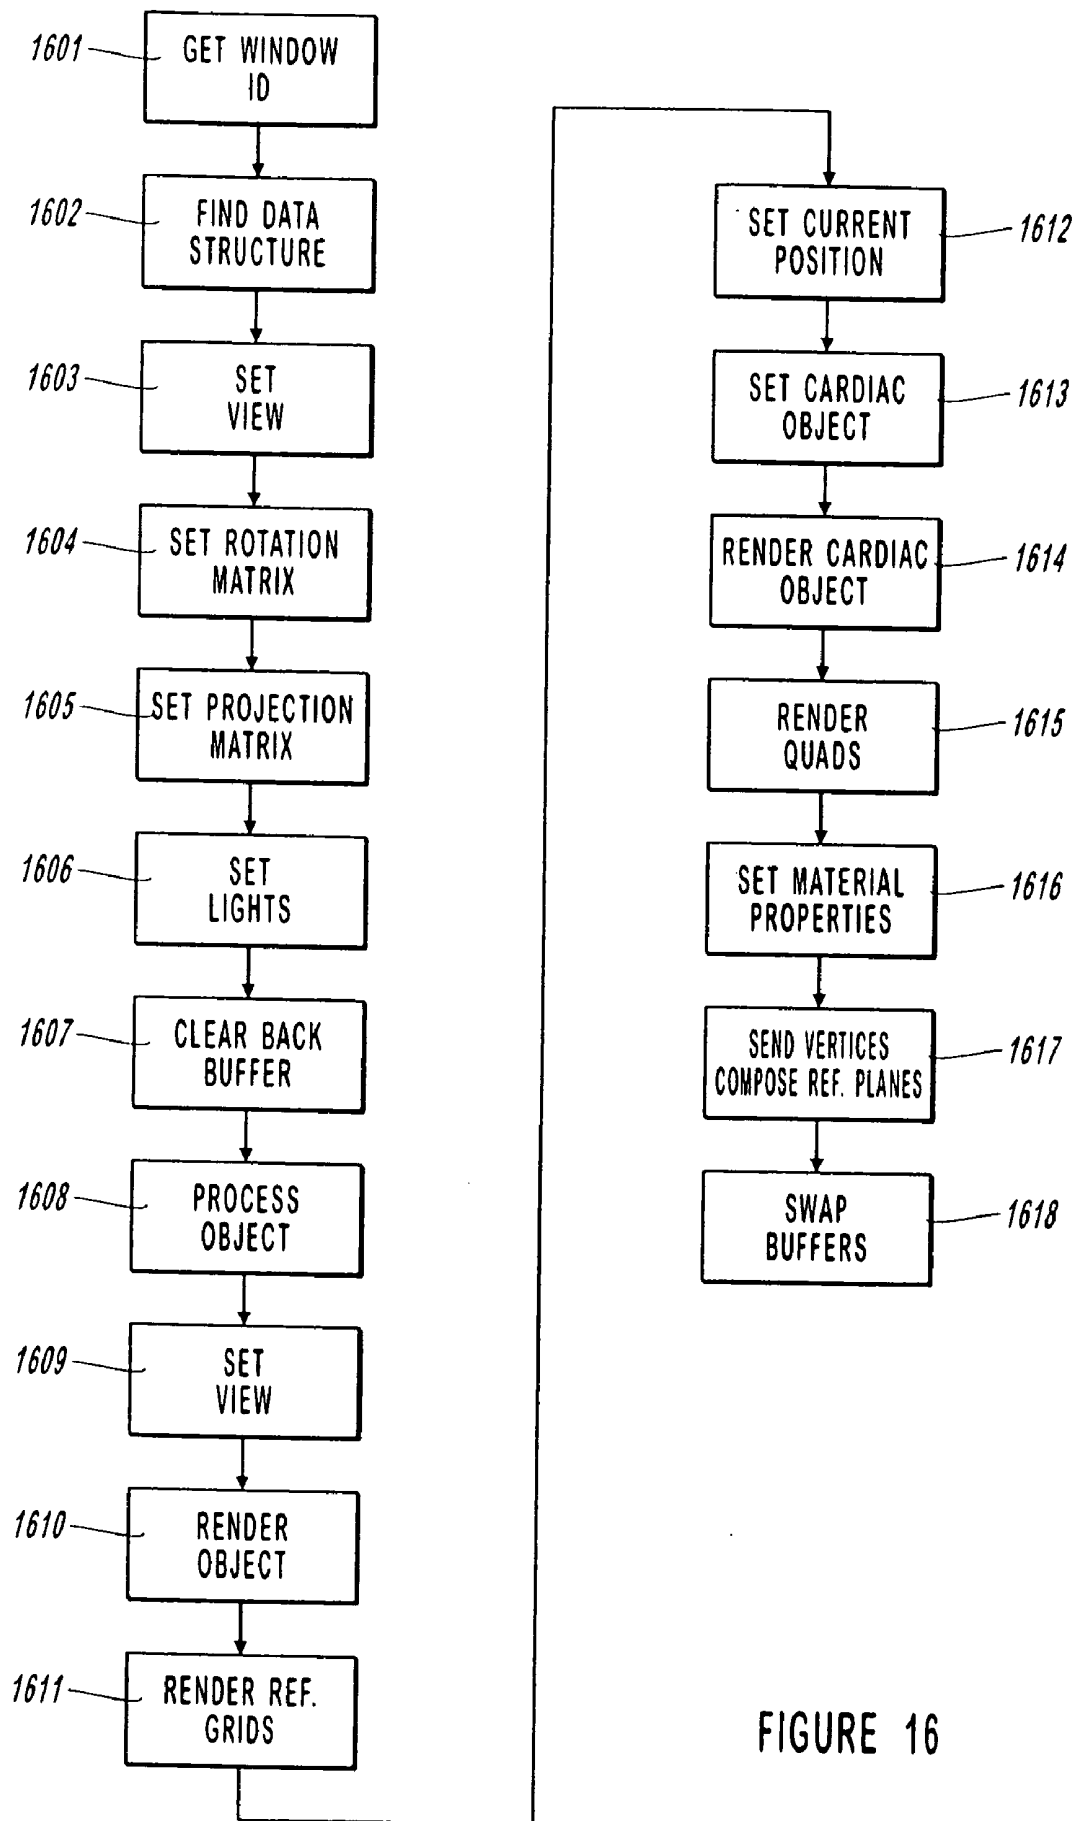 1601
GET WINDOW
ID
1602
FIND DATA
STRUCTURE
1603
SET
VIEW
1604
SET ROTATION
MATRIX
1605
SET PROJECTION
MATRIX
1606
SET
LIGHTS
1607
CLEAR BACK
BUFFER
1608
PROCESS
OBJECT
1609
SET
VIEW
1610
RENDER
OBJECT
1611
RENDER REF.
GRIDS
SET CURRENT
POSITION
1612
SET CARDIAC
OBJECT
1613
RENDER CARDIAC
OBJECT
1614
RENDER
QUADS
1615
SET MATERIAL
PROPERTIES
1616
SEND VERTICES
COMPOSE REF. PLANES
1617
SWAP
BUFFERS
1618
FIGURE 16